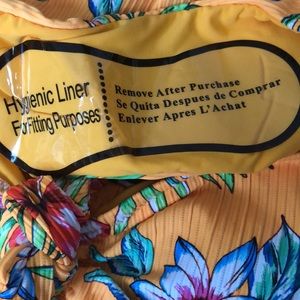 Hygienic Liner
For Fitting Purposes
Remove After Purchase
Se Quita Despues de Comprar
Enlever Apres L'Achat